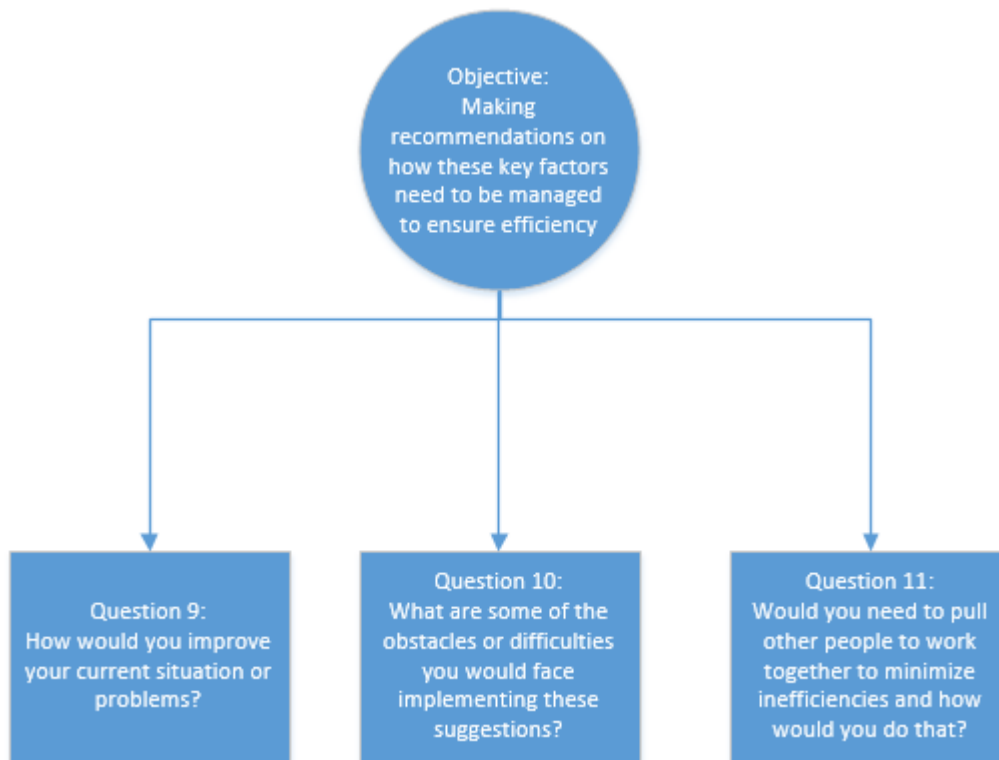 Objective:
Making
recommendations on
how these key factors
need to be managed
to ensure efficiency
Question 9:
How would you improve
your current situation or
problems?
Question 10:
What are some of the
obstacles or difficulties
you would face
implementing these
suggestions?
Question 11:
Would you need to pull
other people to work
together to minimize
inefficiencies and how
would you do that?